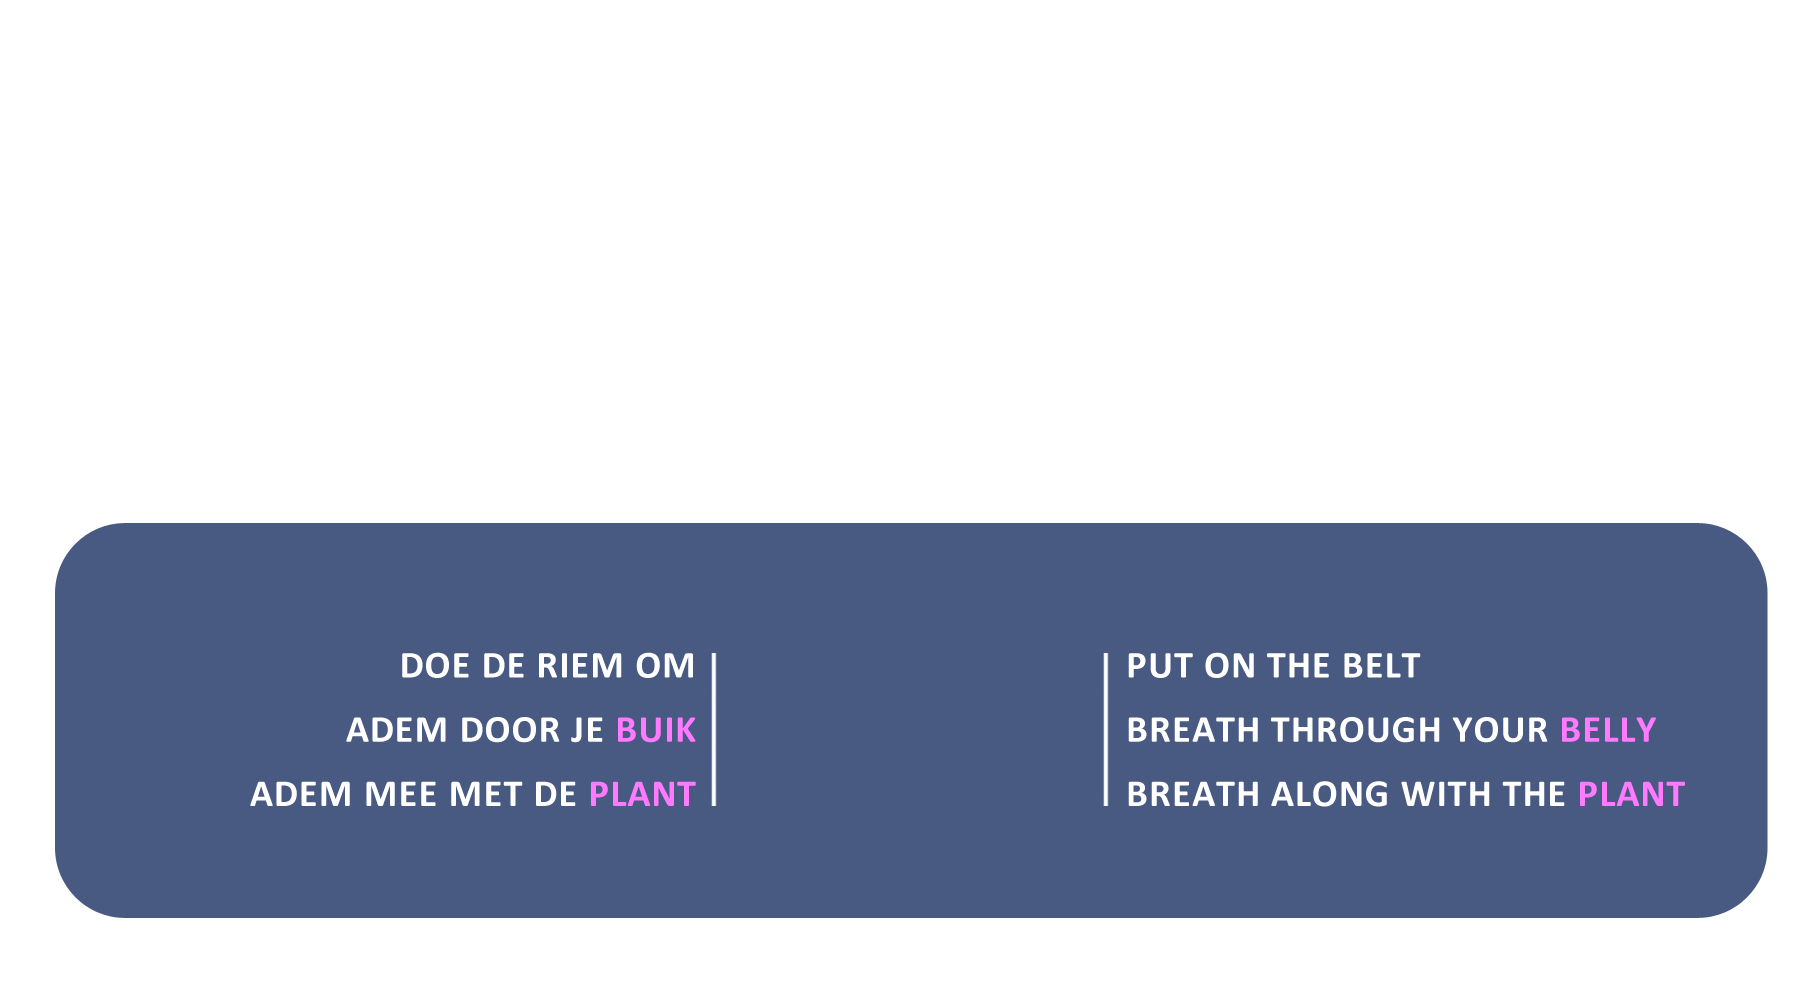 DOE DE RIEM OM
ADEM DOOR JE BUIK
ADEM MEE MET DE PLANT
PUT ON THE BELT
BREATH THROUGH YOUR BELLY
BREATH ALONG WITH THE PLANT